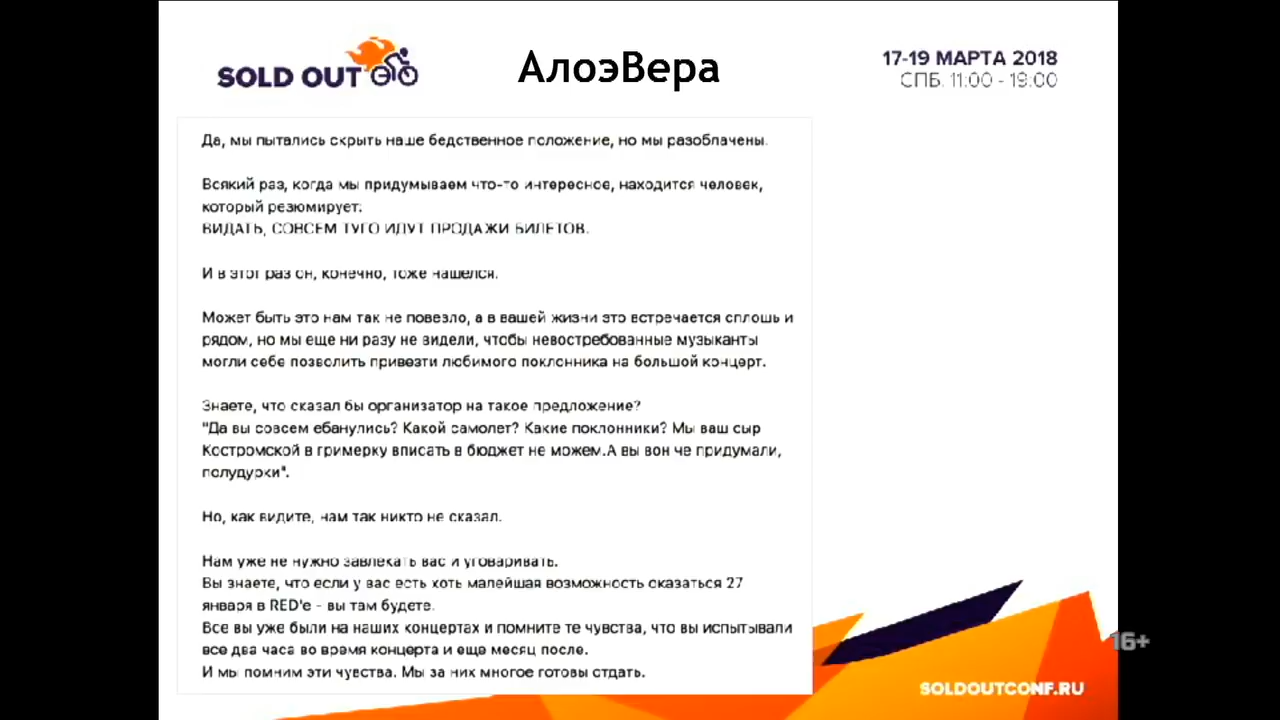 SOLD OUT
АлоэВера
17-19 МАРТА 2018
СПБ, 11:00 - 19:00
Да, мы пытались скрыть наше бедственное положение, но мы разоблачены.
Всякий раз, когда мы придумываем что-то интересное, находится человек,
который резюмирует:
ВИДАТЬ, СОВСЕМ ТУГО ИДУТ ПРОДАЖИ БИЛЕТОВ.
И в этот раз он, конечно, тоже нашелся.
Может быть это нам так не повезло, а в вашей жизни это встречается сплошь и
рядом, но мы еще ни разу не видели, чтобы невостребованные музыканты
могли себе позволить привезти любимого поклонника на большой концерт.
Знаете, что сказал бы организатор на такое предложение?
"Да вы совсем ебанулись? Какой самолет? Какие поклонники? Мы ваш сыр
Костромской в гримерку вписать в бюджет не можем.А вы вон че придумали,
полудурки".
Но, как видите, нам так никто не сказал.
Нам уже не нужно завлекать вас и уговаривать.
Вы знаете, что если у вас есть хоть малейшая возможность оказаться 27
января в RED'е - вы там будете.
Все вы уже были на наших концертах и помните те чувства, что вы испытывали
все два часа во время концерта и еще месяц после.
И мы помним эти чувства. Мы за них многое готовы отдать.
16+
SOLDOUTCONF.RU